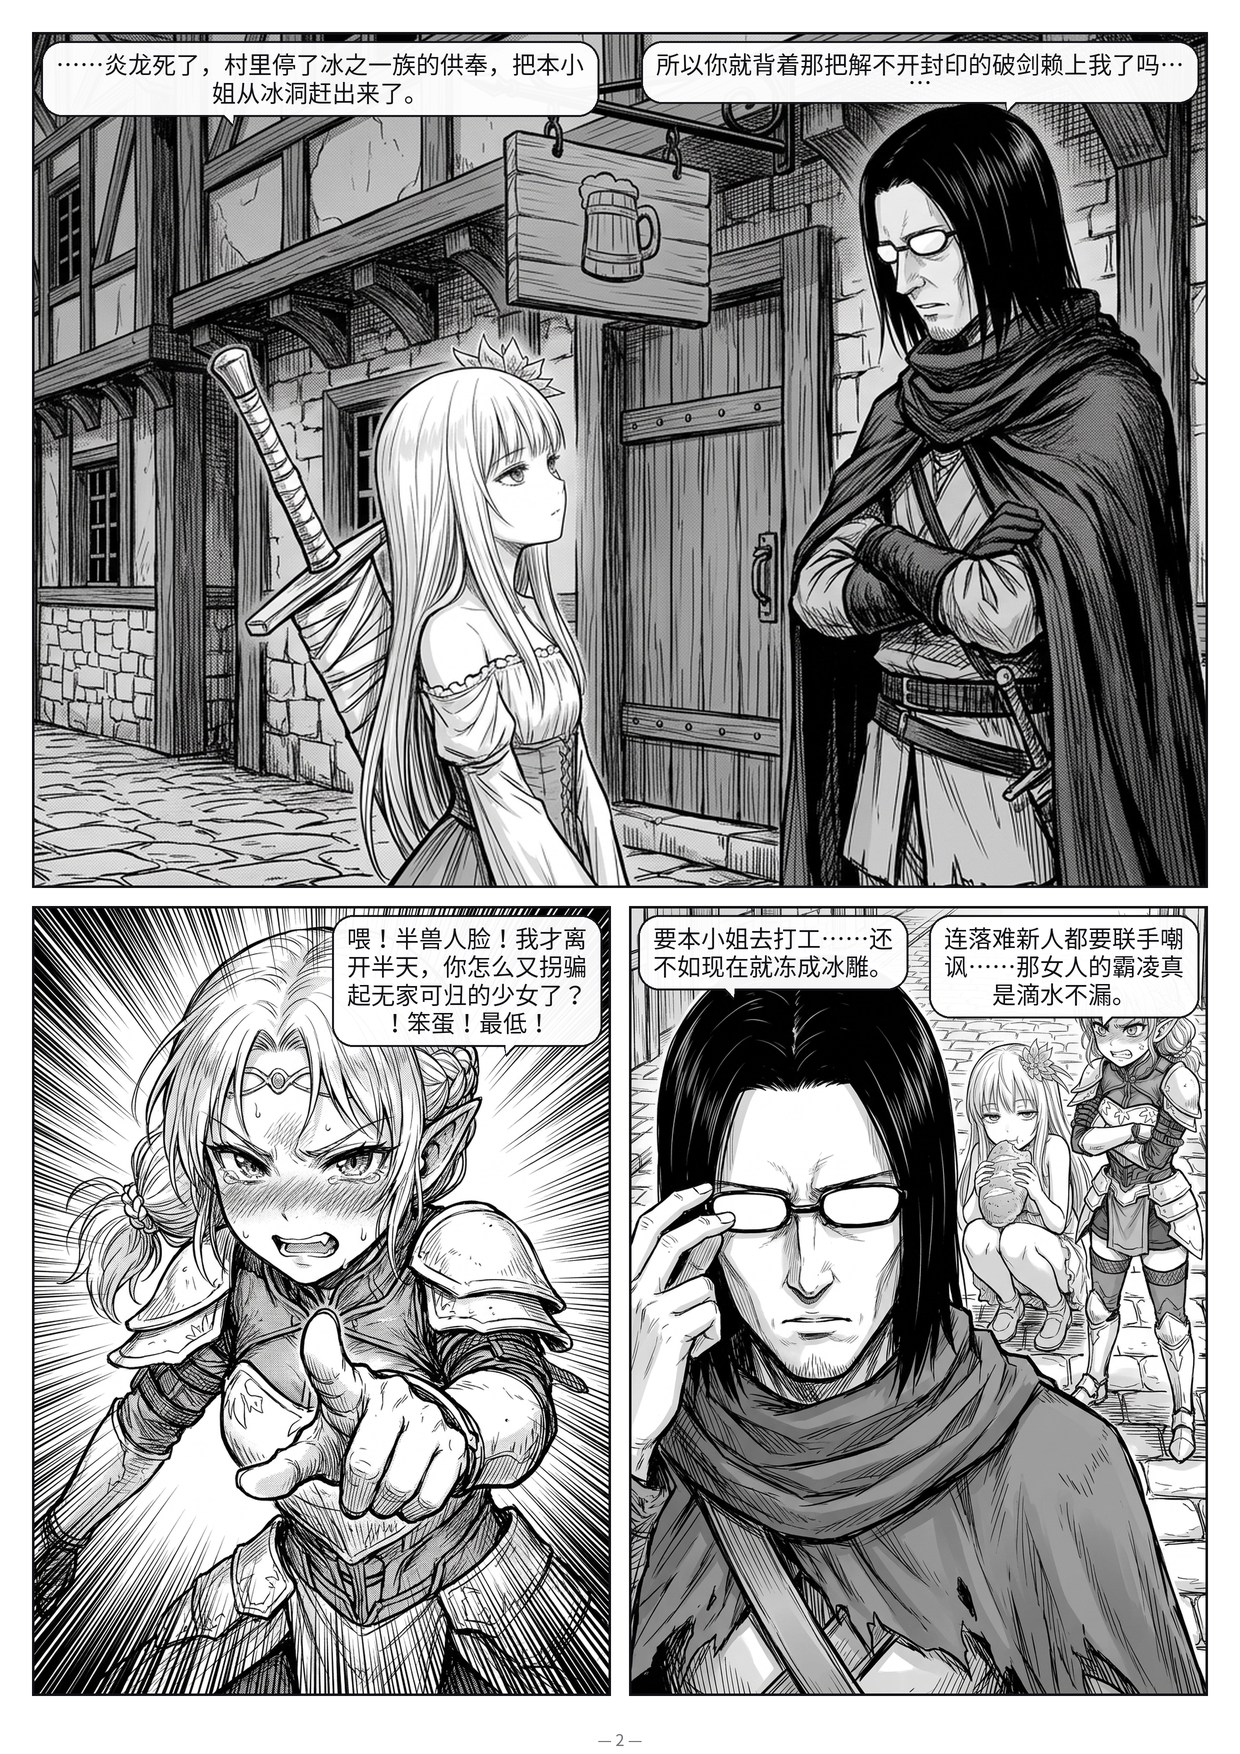 ……炎龙死了，村里停了冰之一族的供奉，把本小
姐从冰洞赶出来了。
所以你就背着那把解不开封印的破剑赖上我了吗…
…
喂！半兽人脸！我才离
开半天，你怎么又拐骗
起无家可归的少女了？
！笨蛋！最低！
要本小姐去打工……还
不如现在就冻成冰雕。
连落难新人都要联手嘲
讽……那女人的霸凌真
是滴水不漏。
— 2 —